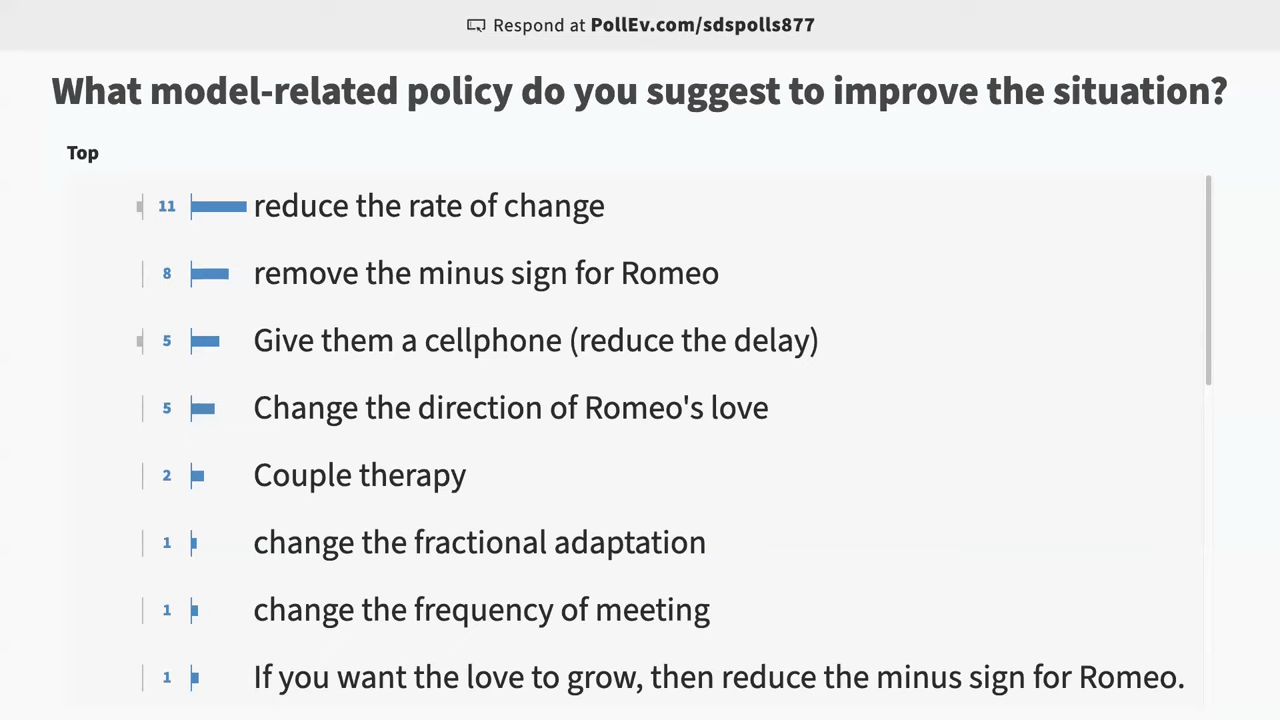 Respond at PollEv.com/sdspolls877
What model-related policy do you suggest to improve the situation?
Top
11 reduce the rate of change
8 remove the minus sign for Romeo
5 Give them a cellphone (reduce the delay)
5 Change the direction of Romeo's love
2 Couple therapy
1 change the fractional adaptation
1 change the frequency of meeting
1 If you want the love to grow, then reduce the minus sign for Romeo.